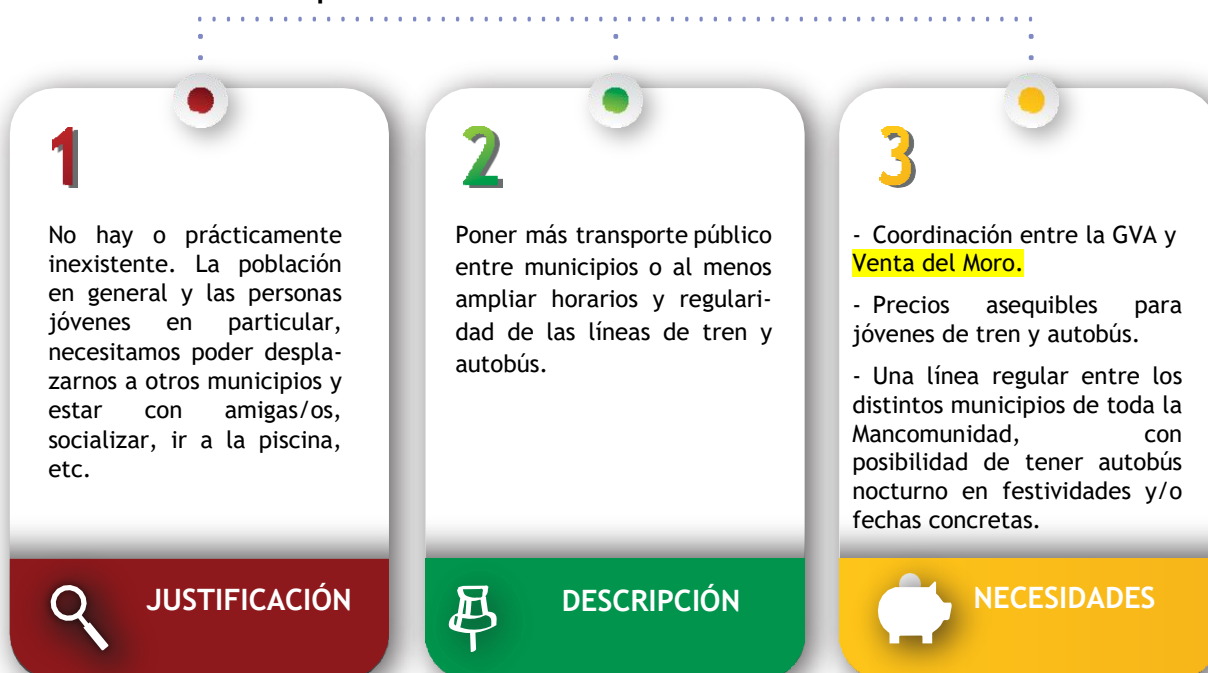 1
No hay o prácticamente
inexistente. La población
en general y las personas
jóvenes en particular,
necesitamos poder despla-
zarnos a otros municipios y
estar con amigas/os,
socializar, ir a la piscina,
etc.
JUSTIFICACIÓN
2
Poner más transporte público
entre municipios o al menos
ampliar horarios y regulari-
dad de las líneas de tren y
autobús.
DESCRIPCIÓN
3
- Coordinación entre la GVA y
Venta del Moro.
- Precios asequibles para
jóvenes de tren y autobús.
- Una línea regular entre los
distintos municipios de toda la
Mancomunidad, con
posibilidad de tener autobús
nocturno en festividades y/o
fechas concretas.
NECESIDADES